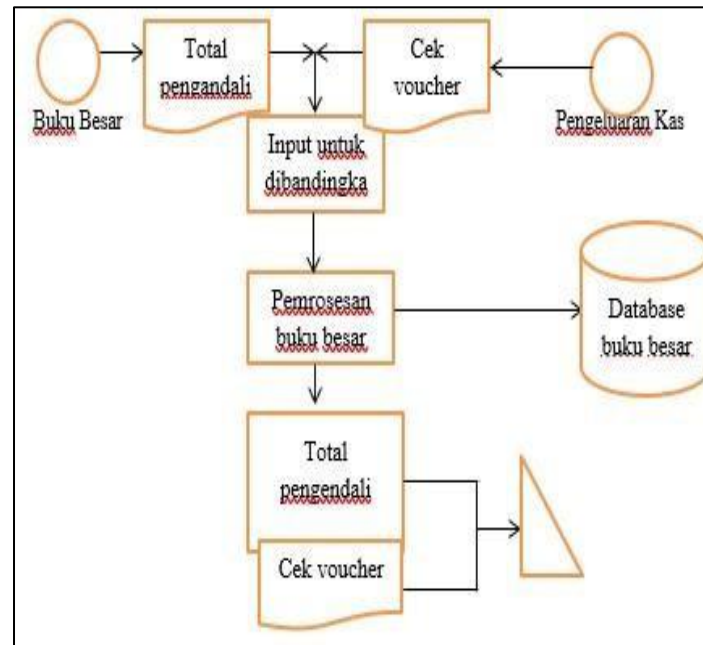 Total
pengandali
Cek
voucher
Buku Besar
Pengeluaran Kas
Input untuk
dibandingka
Pemrosesan
buku besar
Database
buku besar
Total
pengendali
Cek voucher